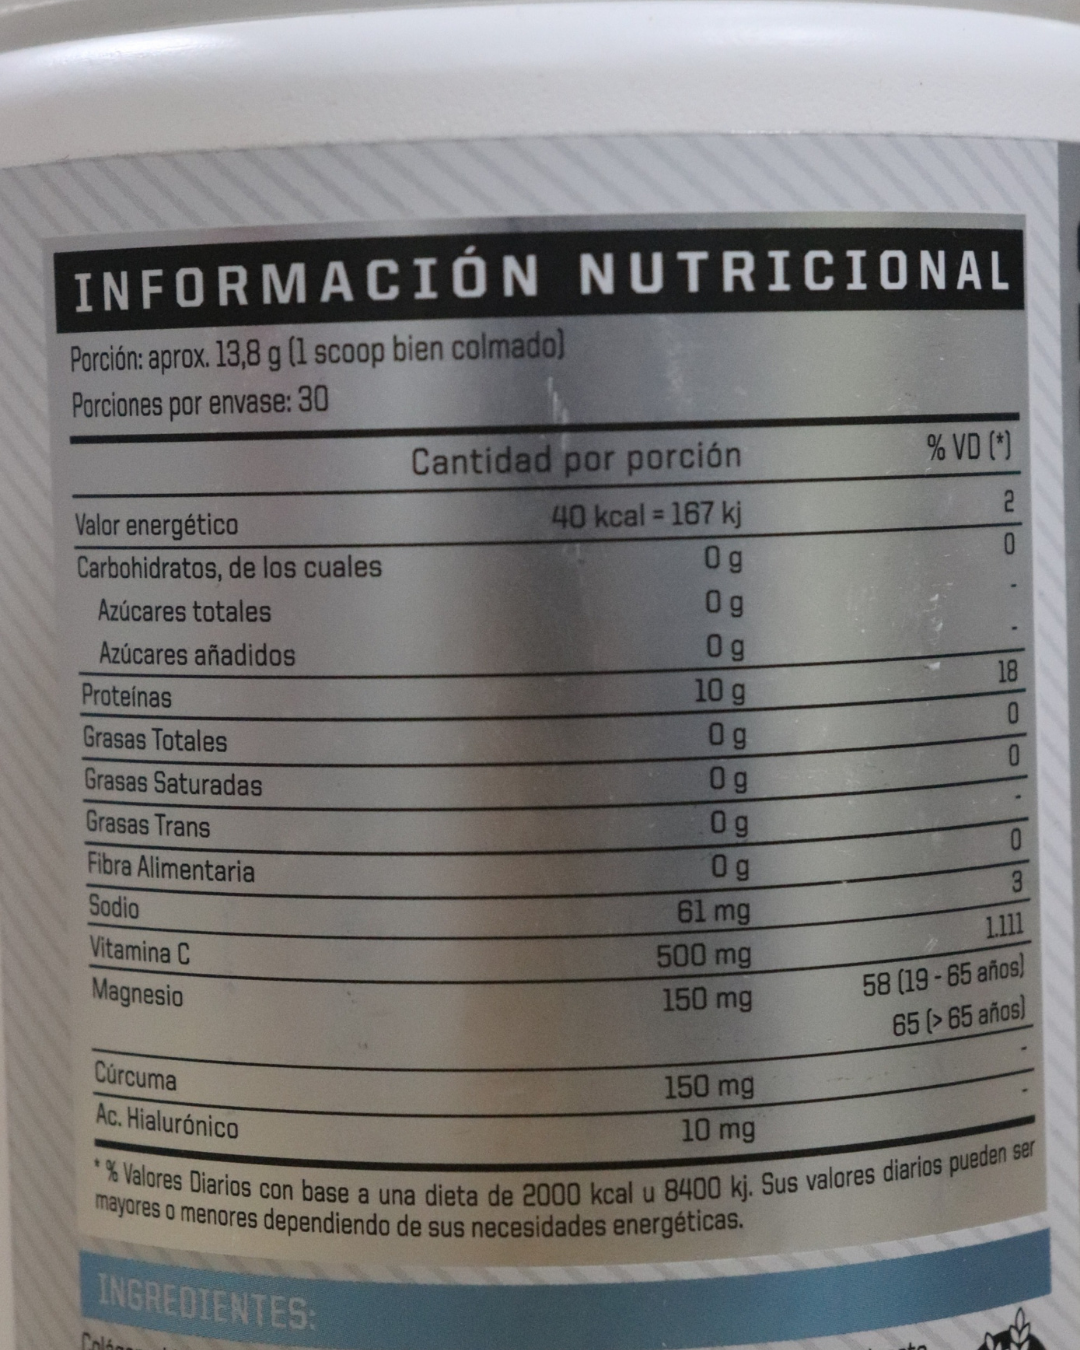 INFORMACIÓN NUTRICIONAL
Porción: aprox. 13,8 g (1 scoop bien colmado)
Porciones por envase: 30
Cantidad por porción % VD (*)
Valor energético 40 kcal = 167 kj 2
Carbohidratos, de los cuales 0 g 0
Azúcares totales 0 g -
Azúcares añadidos 0 g -
Proteínas 10 g 18
Grasas Totales 0 g 0
Grasas Saturadas 0 g 0
Grasas Trans 0 g -
Fibra Alimentaria 0 g 0
Sodio 61 mg 3
Vitamina C 500 mg 1.111
Magnesio 150 mg 58 (19 - 65 años)
65 (> 65 años)
Cúrcuma 150 mg -
Ac. Hialurónico 10 mg -
* % Valores Diarios con base a una dieta de 2000 kcal u 8400 kj. Sus valores diarios pueden ser
mayores o menores dependiendo de sus necesidades energéticas.
INGREDIENTES: